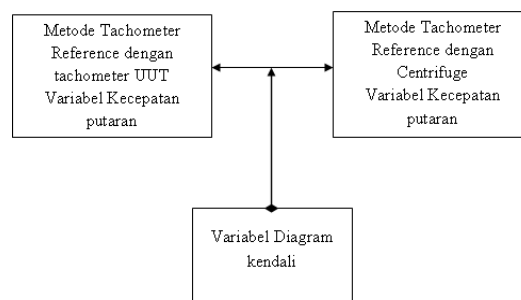 Metode Tachometer
Reference dengan
tachometer UUT
Variabel Kecepatan
putaran
Metode Tachometer
Reference dengan
Centrifuge
Variabel Kecepatan
putaran
Variabel Diagram
kendali